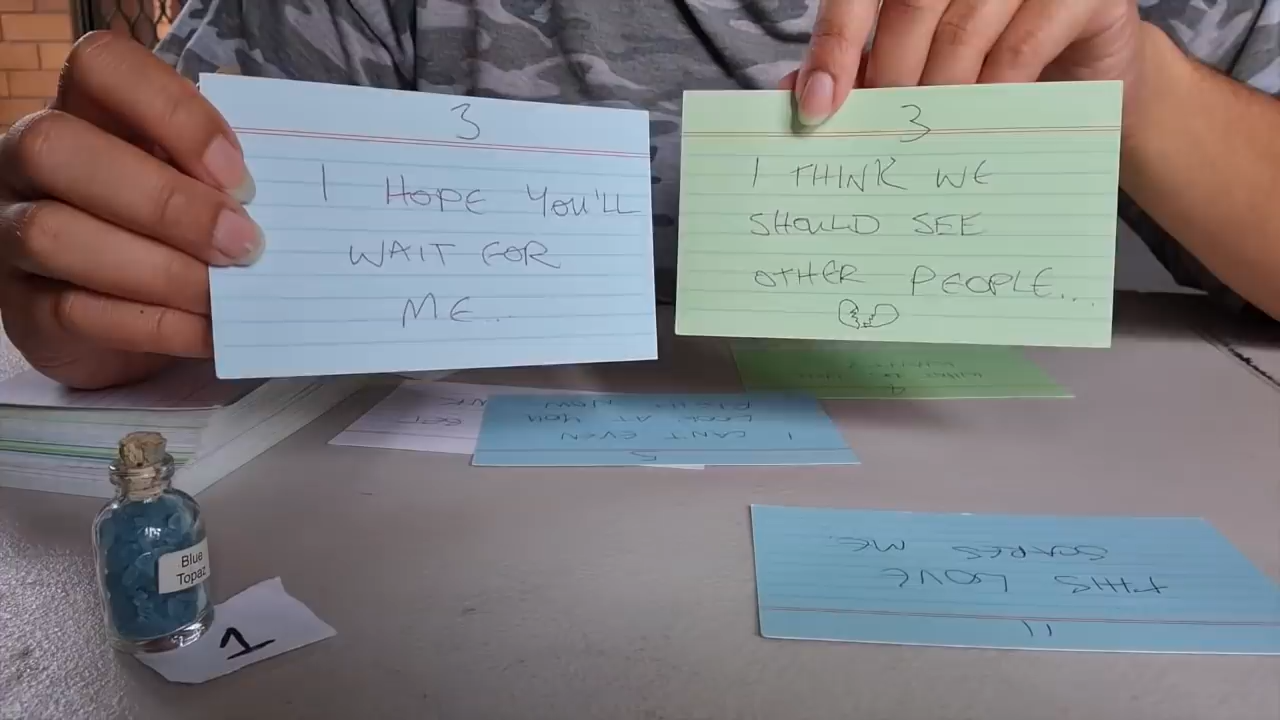 3
I HOPE YOU'LL
WAIT FOR
ME...
3
I THINK WE
SHOULD SEE
OTHER PEOPLE...
5
I CAN'T EVEN
LOOK AT YOU
RIGHT NOW
11
THIS LOVE
SCARES ME.
Blue
Topaz
1